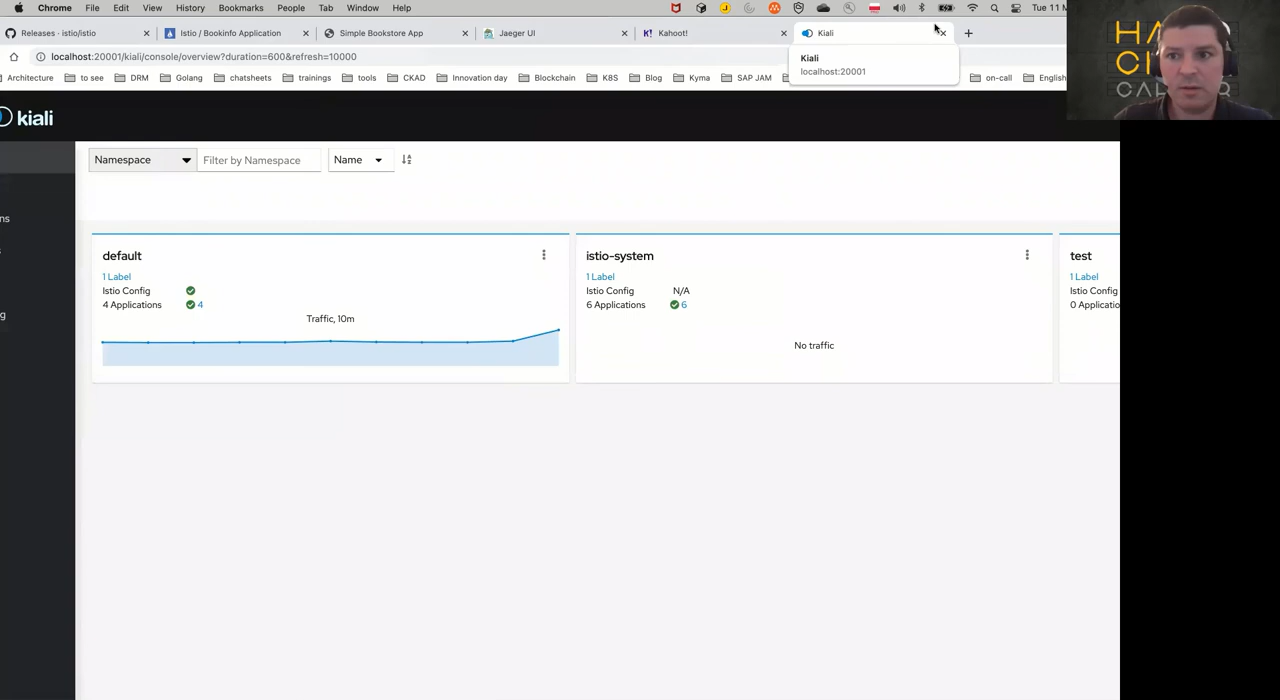 Chrome File Edit View History Bookmarks People Tab Window Help Tue 11 M
Releases · istio/istio Istio / Bookinfo Application Simple Bookstore App Jaeger UI K! Kahoot! Kiali
localhost:20001/kiali/console/overview?duration=600&refresh=10000
Kiali
localhost:20001
Architecture to see DRM Golang chatsheets trainings tools CKAD Innovation day Blockchain K8S Blog Kyma SAP JAM on-call English
kiali
Namespace Filter by Namespace Name
ns
s
g
default
1 Label
Istio Config
4 Applications 4
Traffic, 10m
istio-system
1 Label
Istio Config N/A
6 Applications 6
No traffic
test
1 Label
Istio Config
0 Applicatio